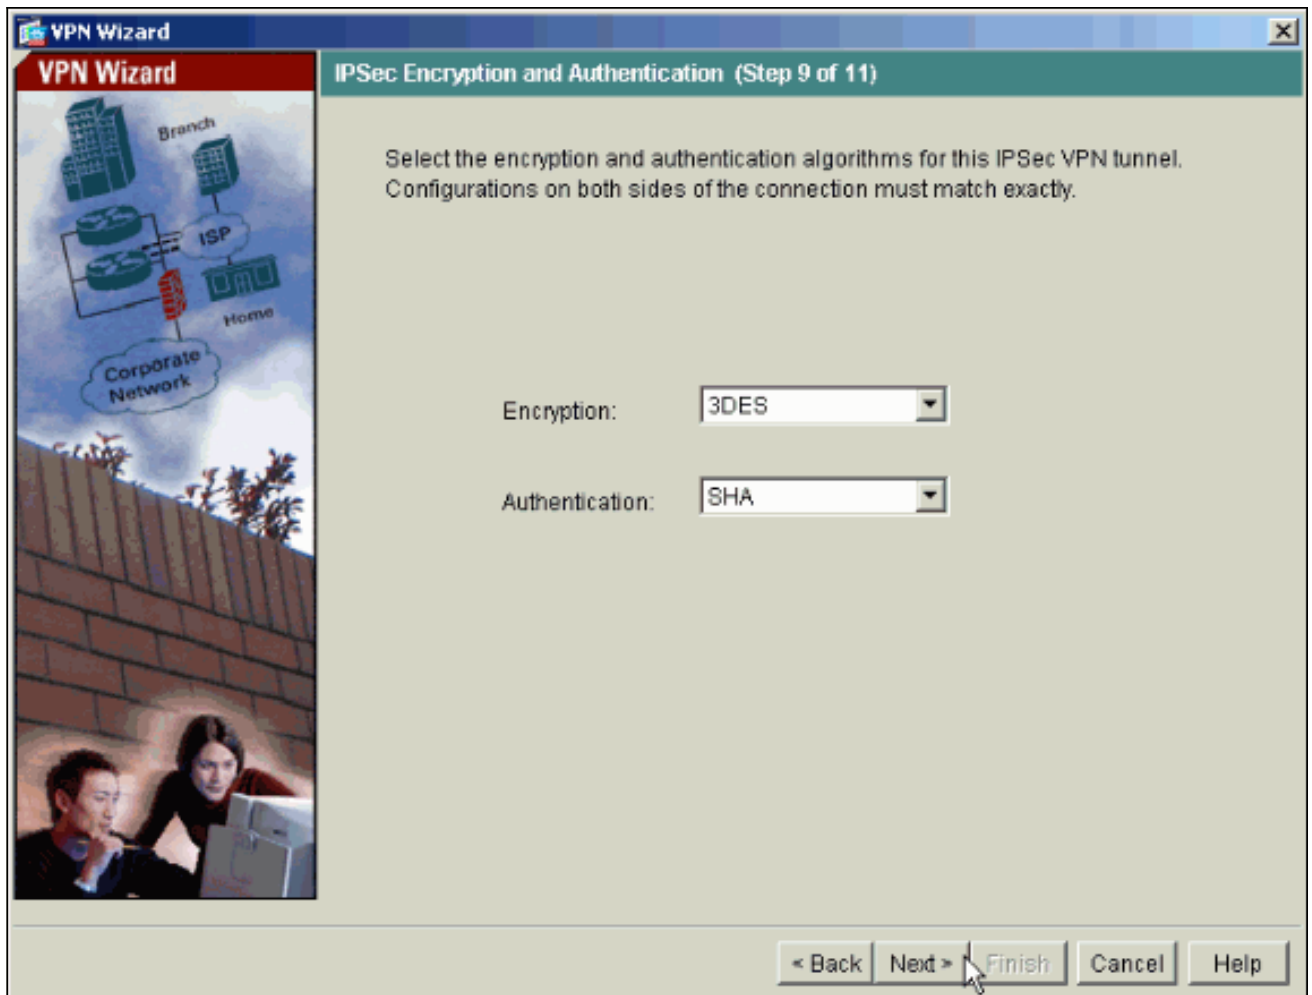 VPN Wizard
VPN Wizard
IPSec Encryption and Authentication (Step 9 of 11)
Branch
ISP
Home
Corporate
Network
Select the encryption and authentication algorithms for this IPSec VPN tunnel.
Configurations on both sides of the connection must match exactly.
Encryption:
3DES
Authentication:
SHA
< Back
Next >
Finish
Cancel
Help